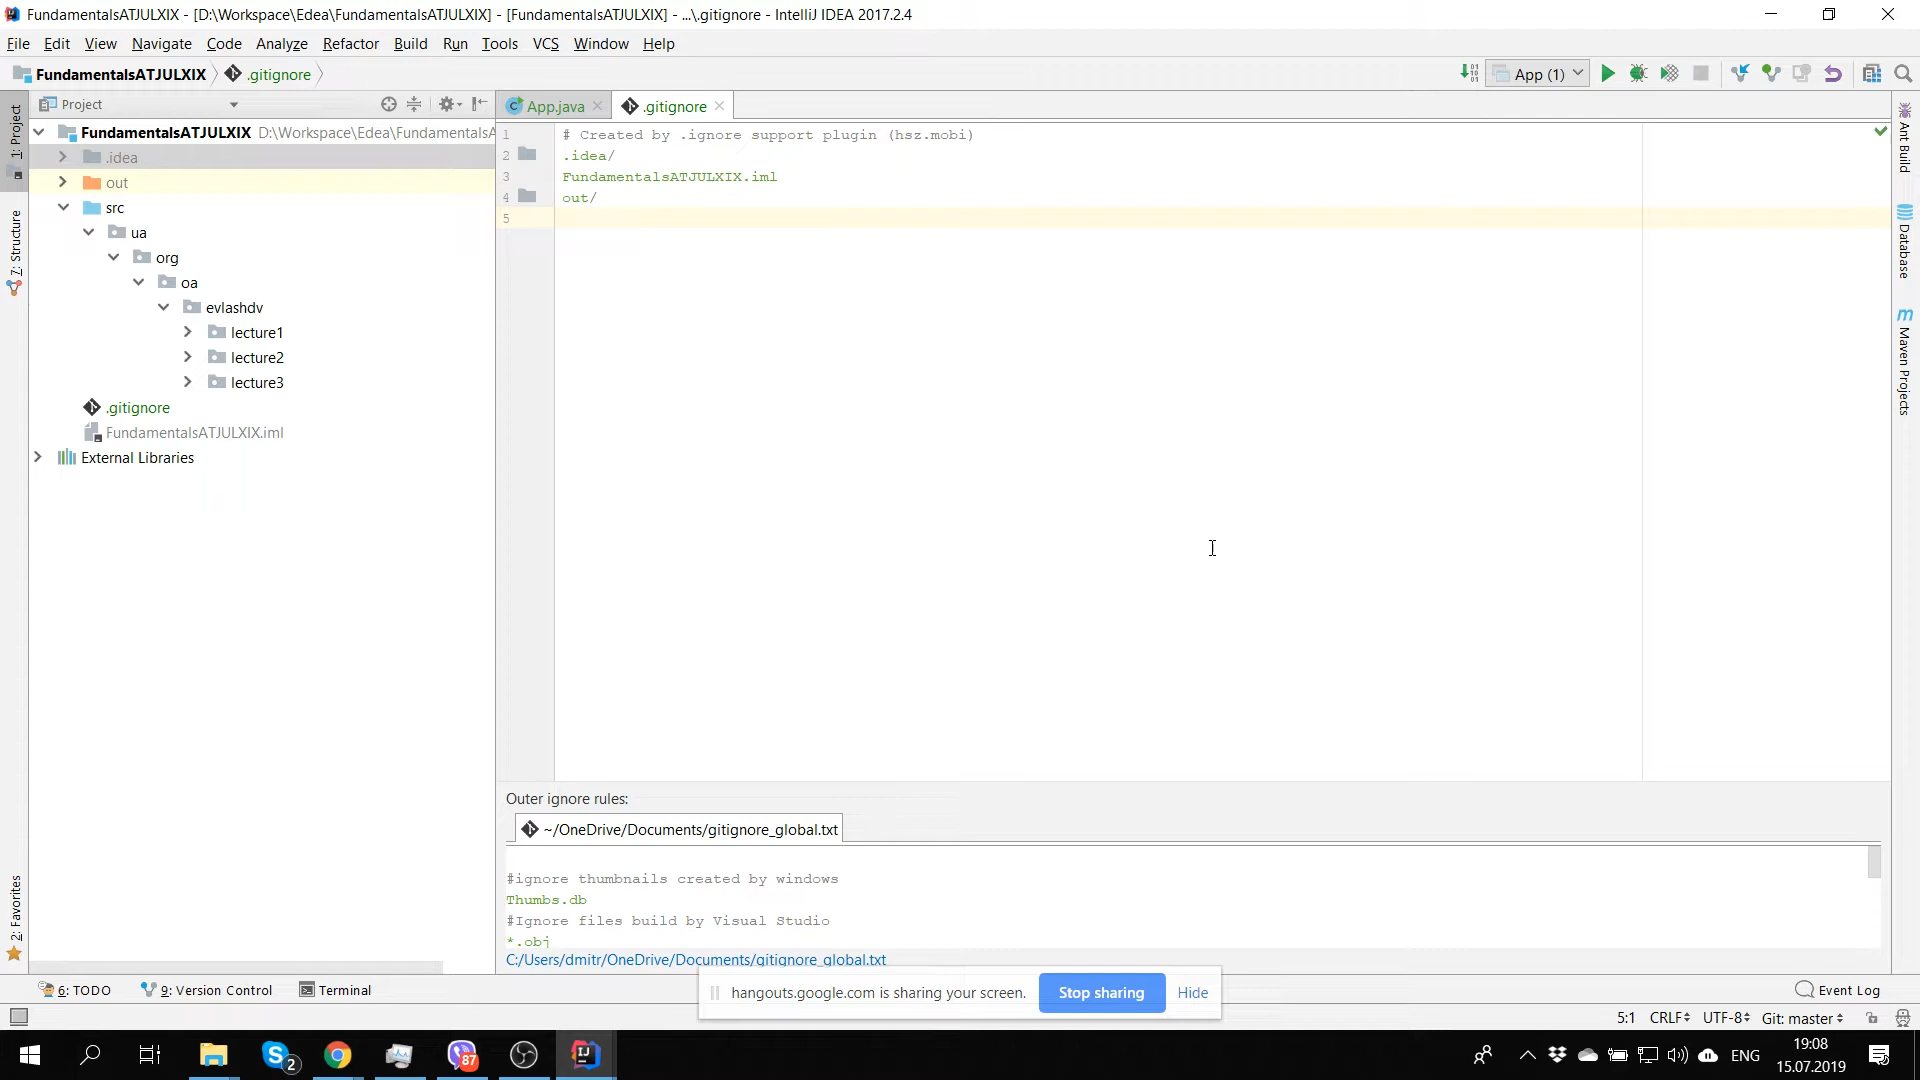 FundamentalsATJULXIX - [D:\Workspace\Edea\FundamentalsATJULXIX] - [FundamentalsATJULXIX] - ...\.gitignore - IntelliJ IDEA 2017.2.4
File Edit View Navigate Code Analyze Refactor Build Run Tools VCS Window Help
FundamentalsATJULXIX .gitignore App (1)
Project
App.java .gitignore
1: Project
7: Structure
2: Favorites
FundamentalsATJULXIX D:\Workspace\Edea\FundamentalsA
.idea
out
src
ua
org
oa
evlashdv
lecture1
lecture2
lecture3
.gitignore
FundamentalsATJULXIX.iml
External Libraries
1 # Created by .ignore support plugin (hsz.mobi)
2 .idea/
3 FundamentalsATJULXIX.iml
4 out/
5
Ant Build
Database
Maven Projects
Outer ignore rules:
~/OneDrive/Documents/gitignore_global.txt
#ignore thumbnails created by windows
Thumbs.db
#Ignore files build by Visual Studio
*.obj
C:/Users/dmitr/OneDrive/Documents/gitignore_global.txt
hangouts.google.com is sharing your screen. Stop sharing Hide
6: TODO 9: Version Control Terminal Event Log
5:1 CRLF UTF-8 Git: master
2 87 ENG
19:08
15.07.2019